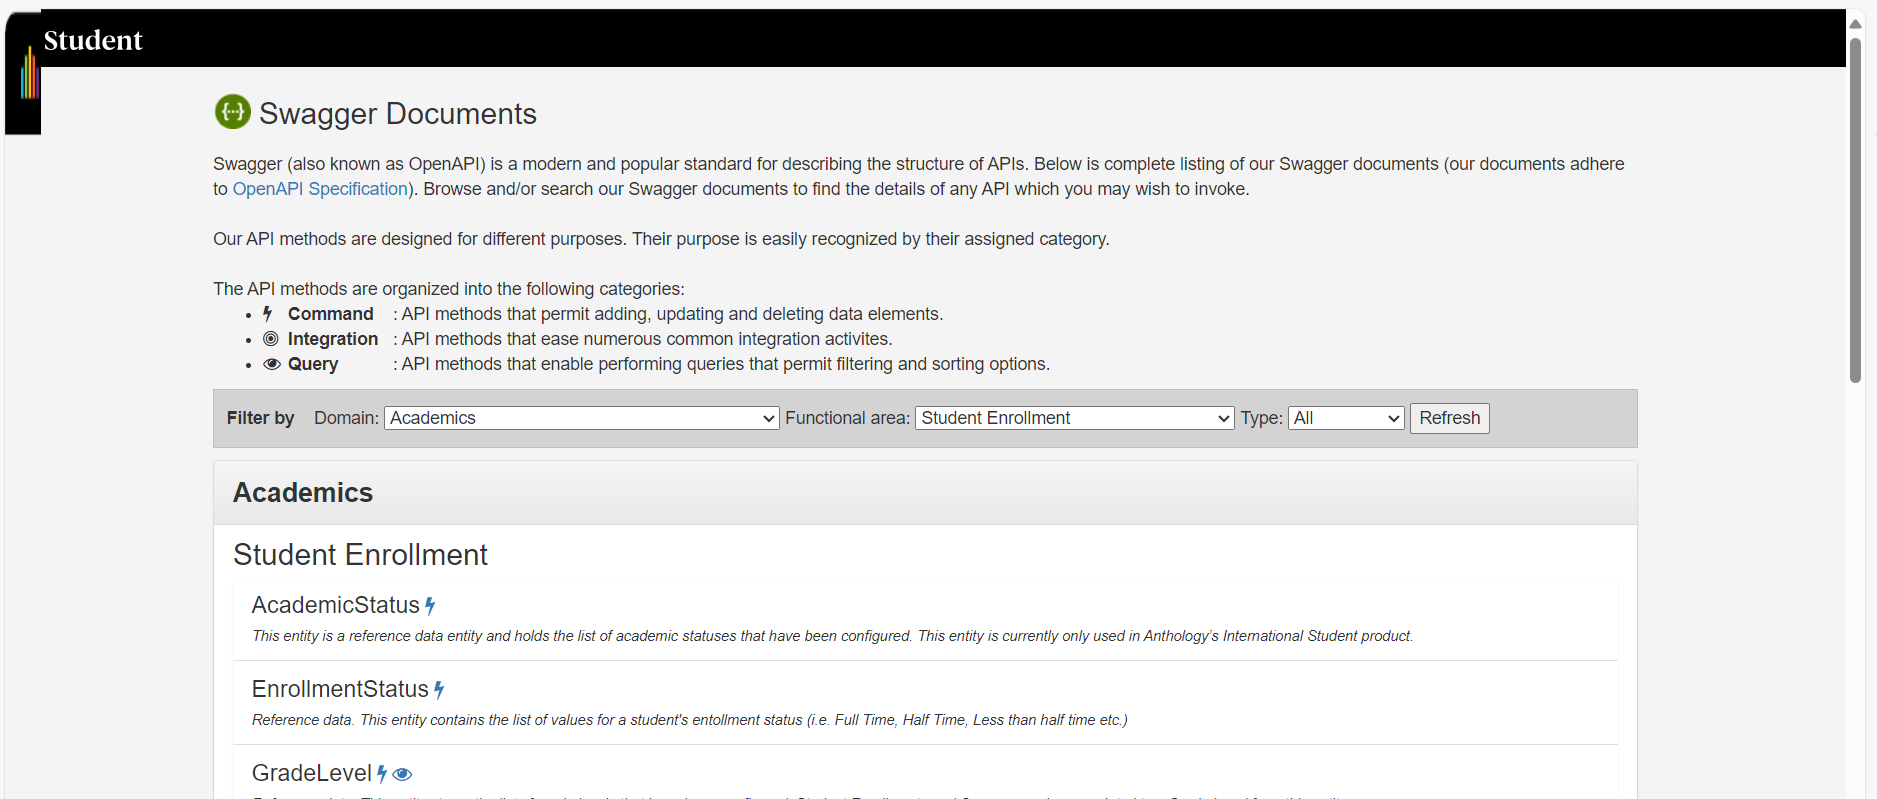 Student
Swagger Documents
Swagger (also known as OpenAPI) is a modern and popular standard for describing the structure of APIs. Below is complete listing of our Swagger documents (our documents adhere
to OpenAPI Specification). Browse and/or search our Swagger documents to find the details of any API which you may wish to invoke.
Our API methods are designed for different purposes. Their purpose is easily recognized by their assigned category.
The API methods are organized into the following categories:
Command : API methods that permit adding, updating and deleting data elements.
Integration : API methods that ease numerous common integration activites.
Query : API methods that enable performing queries that permit filtering and sorting options.
Filter by Domain: Academics Functional area: Student Enrollment Type: All Refresh
Academics
Student Enrollment
AcademicStatus
This entity is a reference data entity and holds the list of academic statuses that have been configured. This entity is currently only used in Anthology's International Student product.
EnrollmentStatus
Reference data. This entity contains the list of values for a student's entollment status (i.e. Full Time, Half Time, Less than half time etc.)
GradeLevel